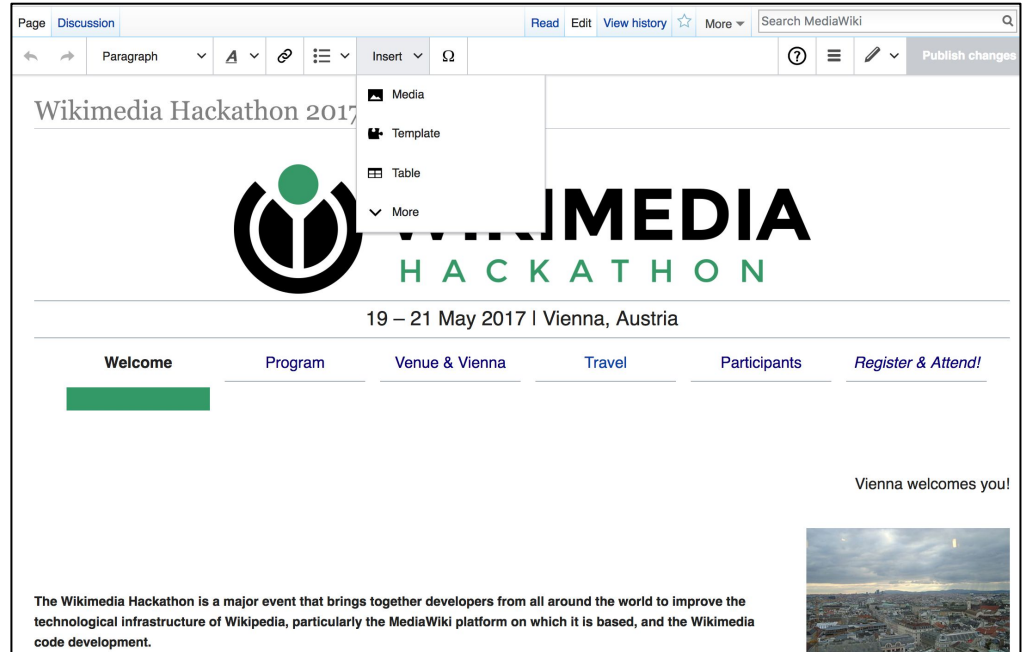 Page Discussion Read Edit View history More Search MediaWiki
Paragraph A Insert Ω ? Publish changes
Media
Wikimedia Hackathon 2017
Template
Table
More
WIKIMEDIA
HACKATHON
19 – 21 May 2017 | Vienna, Austria
Welcome Program Venue & Vienna Travel Participants Register & Attend!
Vienna welcomes you!
The Wikimedia Hackathon is a major event that brings together developers from all around the world to improve the
technological infrastructure of Wikipedia, particularly the MediaWiki platform on which it is based, and the Wikimedia
code development.